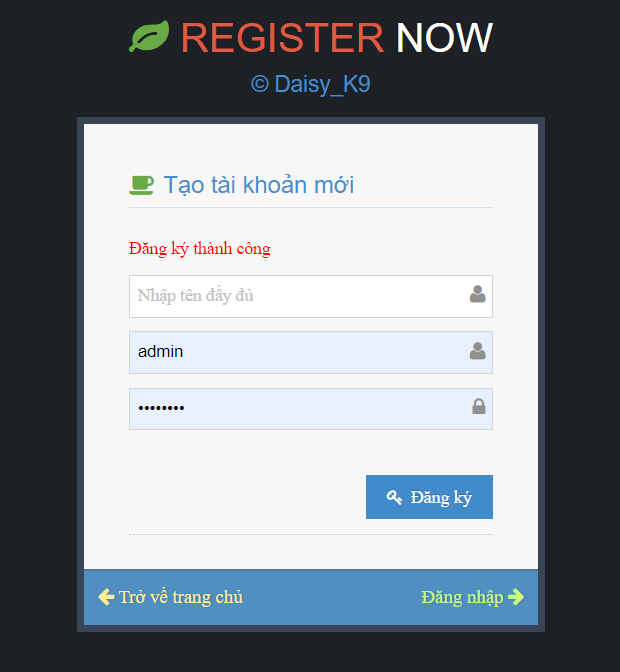 REGISTER NOW
© Daisy_K9
Tạo tài khoản mới
Đăng ký thành công
Nhập tên đầy đủ
admin
••••••••
Đăng ký
Trở về trang chủ
Đăng nhập